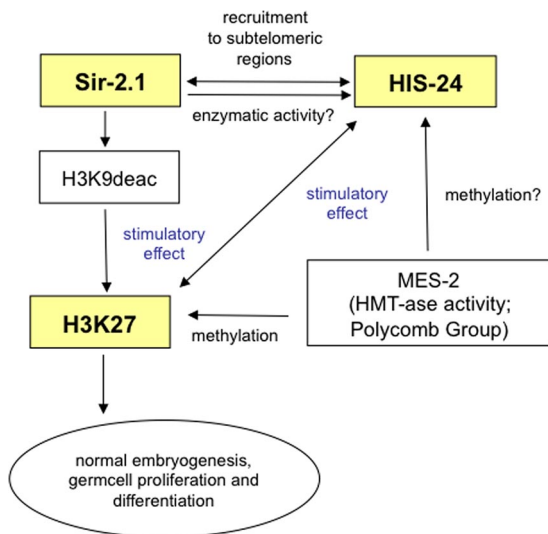 recruitment
to subtelomeric
regions
Sir-2.1
HIS-24
enzymatic activity?
H3K9deac
stimulatory
effect
methylation?
stimulatory
effect
MES-2
(HMT-ase activity;
Polycomb Group)
H3K27
methylation
normal embryogenesis,
germcell proliferation and
differentiation